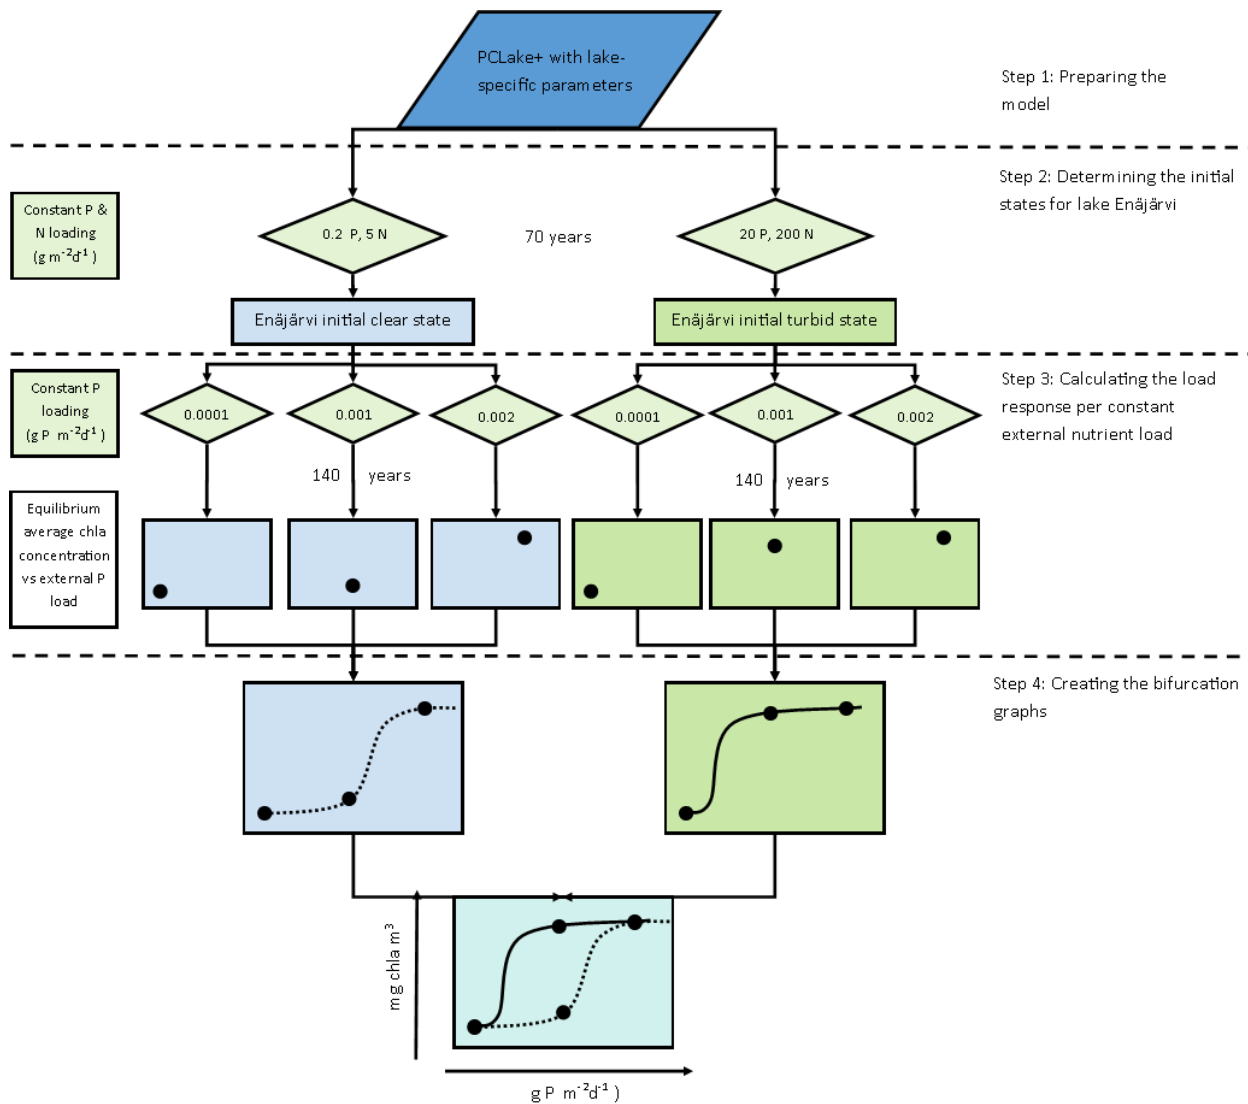 PCLake+ with lake-
specific parameters
Step 1: Preparing the
model
Step 2: Determining the initial
states for lake Enäjärvi
Constant P &
N loading
(g m⁻²d⁻¹ )
0.2 P, 5 N
70 years
20 P, 200 N
Enäjärvi initial clear state
Enäjärvi initial turbid state
Step 3: Calculating the load
response per constant
external nutrient load
Constant P
loading
(g P m⁻²d⁻¹)
0.0001
0.001
0.002
0.0001
0.001
0.002
140 years
140 years
Equilibrium
average chla
concentration
vs external P
load
Step 4: Creating the bifurcation
graphs
mg chla m³
g P m⁻²d⁻¹ )